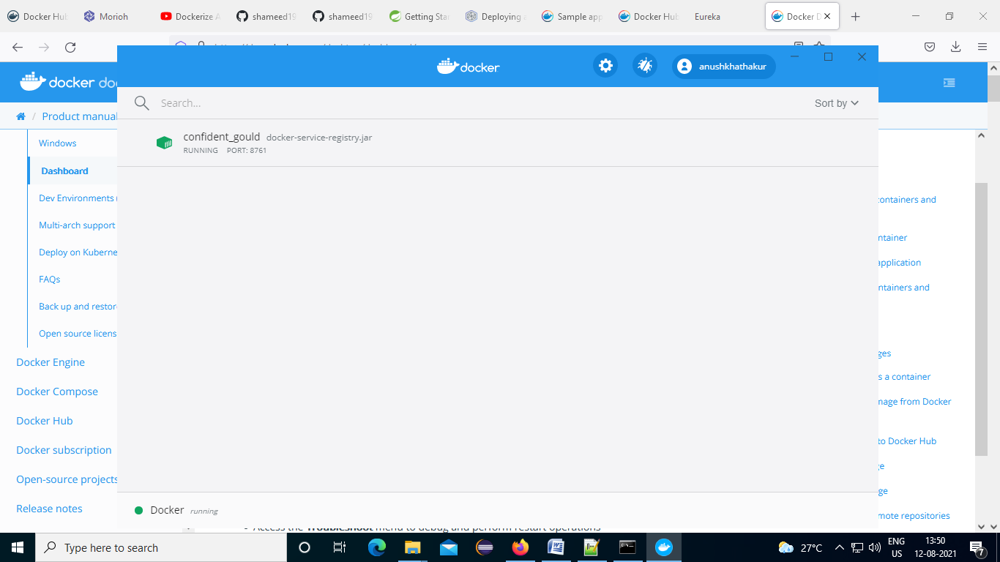 Docker Hub
Morioh
Dockerize A
shameed19
shameed19
Getting Star
Deploying a
Sample app
Docker Hub
Eureka
Docker D
docker
anushkhathakur
docker do
Search...
Sort by
/ Product manual
confident_gould docker-service-registry.jar
RUNNING PORT: 8761
Windows
Dashboard
Dev Environments
Multi-arch support
Deploy on Kuberne
FAQs
Back up and restor
Open source licens
Docker Engine
Docker Compose
Docker Hub
Docker subscription
Open-source projects
Release notes
containers and
ntainer
application
ntainers and
ges
s a container
mage from Docker
to Docker Hub
ge
ge
mote repositories
Docker running
Access the Troubleshoot menu to debug and perform restart operations
Type here to search
27°C
ENG
US
13:50
12-08-2021
7